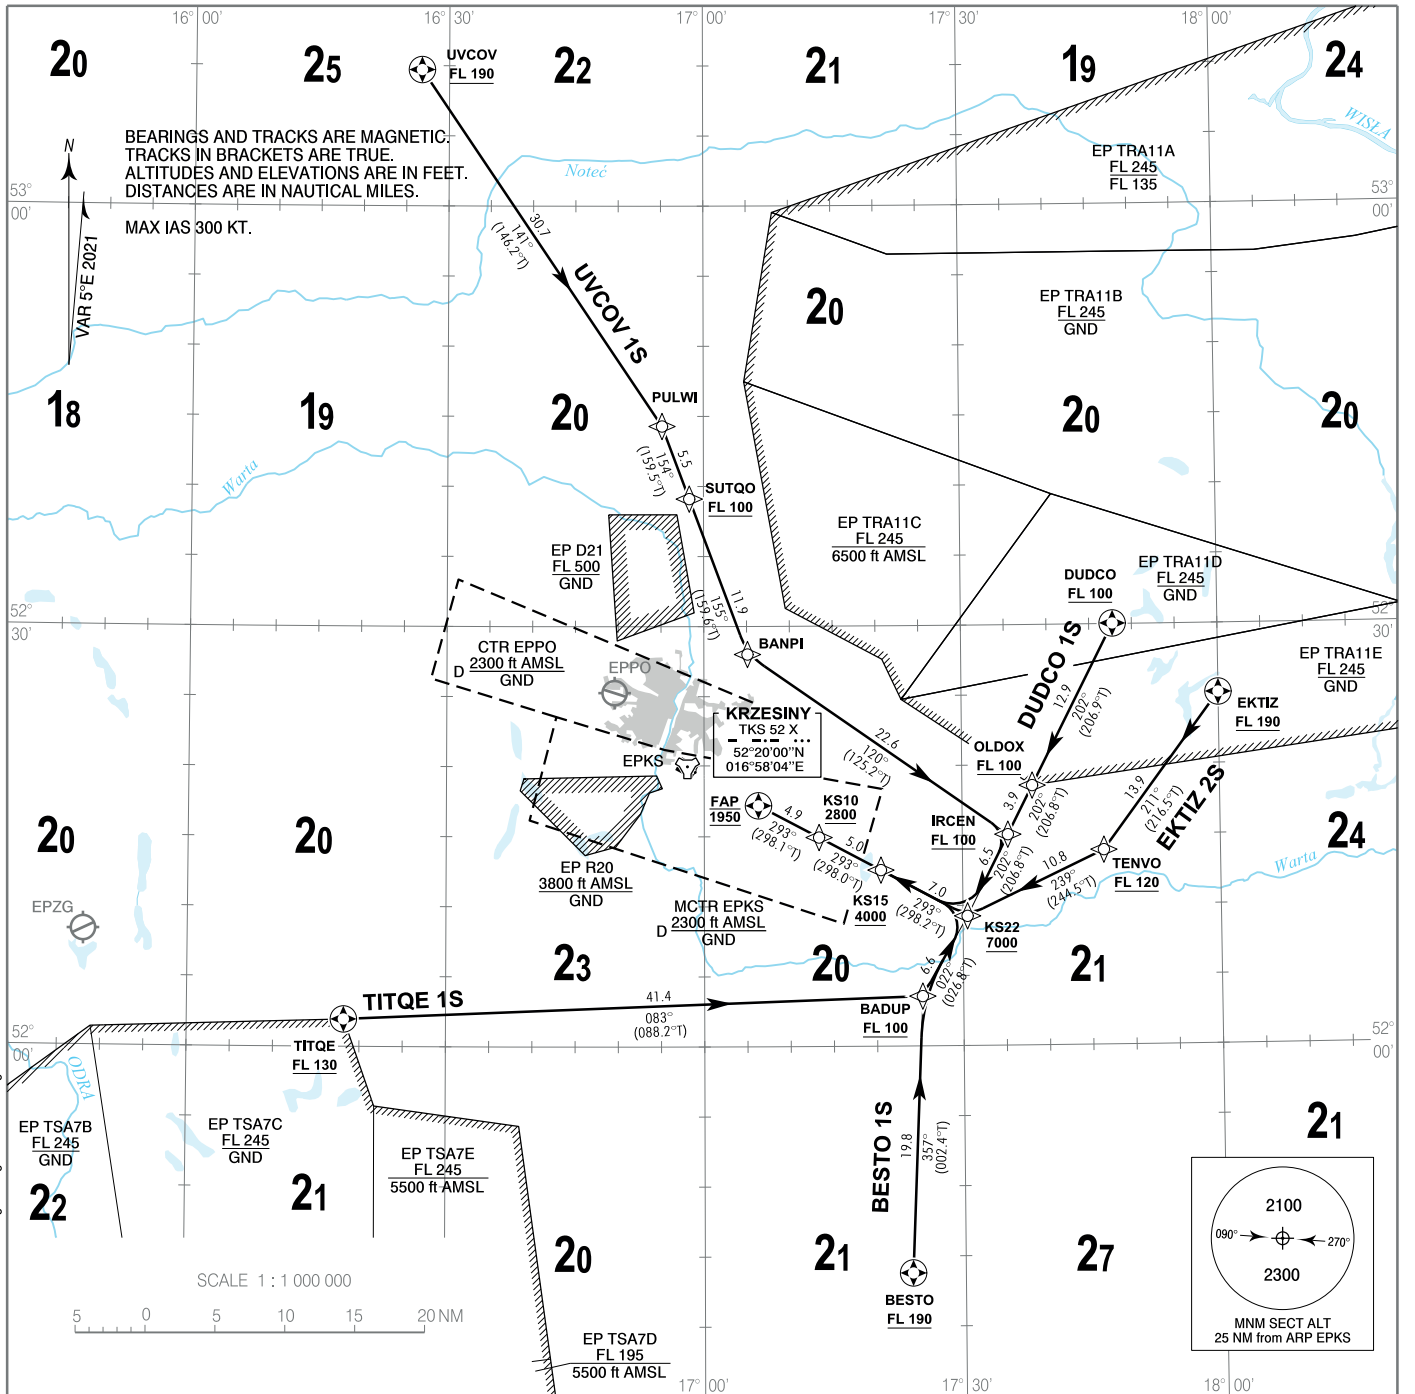 16° 00'
16° 30'
17° 00'
17° 30'
18° 00'
20
25
22
21
19
24
UVCOV
FL 190
BEARINGS AND TRACKS ARE MAGNETIC.
TRACKS IN BRACKETS ARE TRUE.
ALTITUDES AND ELEVATIONS ARE IN FEET.
DISTANCES ARE IN NAUTICAL MILES.
MAX IAS 300 KT.
N
VAR 5°E 2021
Noteć
WISŁA
EP TRA11A
FL 245
FL 135
53°
00'
53°
00'
30.7
141°
(146.2°T)
UVCOV 1S
20
EP TRA11B
FL 245
GND
18
19
20
20
20
PULWI
5.5
154°
(159.5°T)
SUTQO
FL 100
Warta
EP D21
FL 500
GND
EP TRA11C
FL 245
6500 ft AMSL
EP TRA11D
FL 245
GND
DUDCO
FL 100
52°
30'
52°
30'
11.9
155°
(159.6°T)
BANPI
CTR EPPO
2300 ft AMSL
GND
D
EPPO
EP TRA11E
FL 245
GND
DUDCO 1S
12.9
202°
(206.9°T)
EKTIZ
FL 190
KRZESINY
TKS 52 X
52°20'00"N
016°58'04"E
EPKS
22.6
120°
(125.2°T)
OLDOX
FL 100
13.9
211°
(216.5°T)
EKTIZ 2S
FAP
1950
4.9
293°
(298.1°T)
KS10
2800
5.0
293°
(298.0°T)
IRCEN
FL 100
3.9
202°
(206.8°T)
20
20
24
EP R20
3800 ft AMSL
GND
6.5
202°
(206.8°T)
10.8
239°
(244.5°T)
TENVO
FL 120
Warta
EPZG
MCTR EPKS
2300 ft AMSL
GND
D
KS15
4000
7.0
293°
(298.2°T)
KS22
7000
23
20
21
6.6
022°
(026.8°T)
TITQE 1S
41.4
083°
(088.2°T)
BADUP
FL 100
TITQE
FL 130
52°
00'
52°
00'
ODRA
EP TSA7B
FL 245
GND
EP TSA7C
FL 245
GND
EP TSA7E
FL 245
5500 ft AMSL
BESTO 1S
19.8
357°
(002.4°T)
21
22
21
20
21
27
BESTO
FL 190
2100
090°
270°
2300
MNM SECT ALT
25 NM from ARP EPKS
SCALE 1 : 1 000 000
5
0
5
10
15
20 NM
EP TSA7D
FL 195
5500 ft AMSL
17° 00'
17° 30'
18° 00'